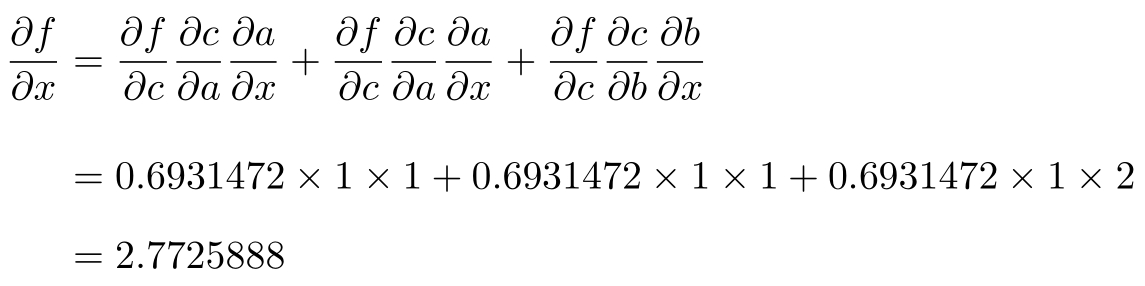 ∂f/∂x = ∂f/∂c ∂c/∂a ∂a/∂x + ∂f/∂c ∂c/∂a ∂a/∂x + ∂f/∂c ∂c/∂b ∂b/∂x
= 0.6931472 × 1 × 1 + 0.6931472 × 1 × 1 + 0.6931472 × 1 × 2
= 2.7725888